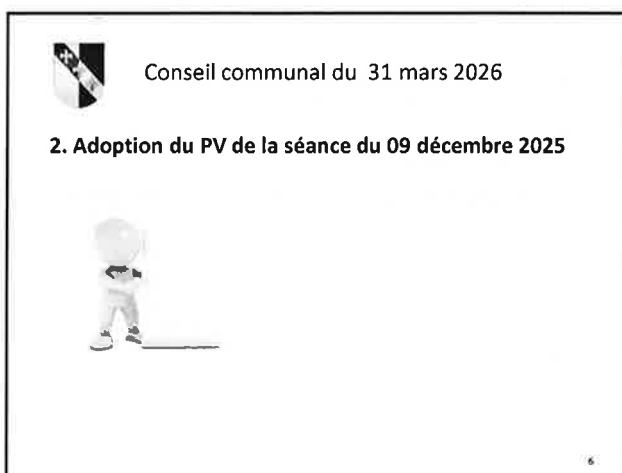 Conseil communal du 31 mars 2026
2. Adoption du PV de la séance du 09 décembre 2025
6